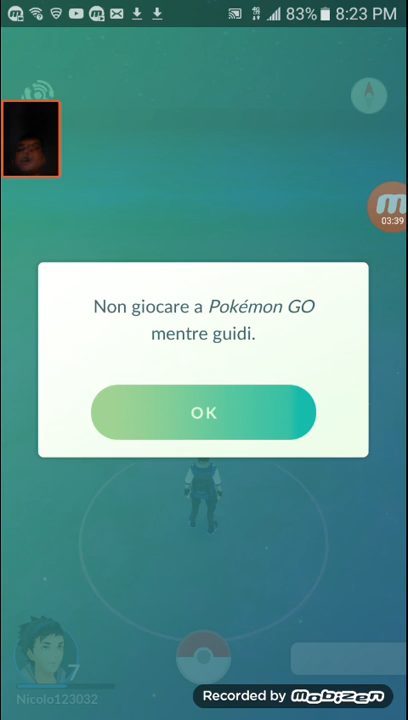 83% 8:23 PM
03:39
Non giocare a Pokémon GO
mentre guidi.
OK
7
Nicolo123032
Recorded by mobizen